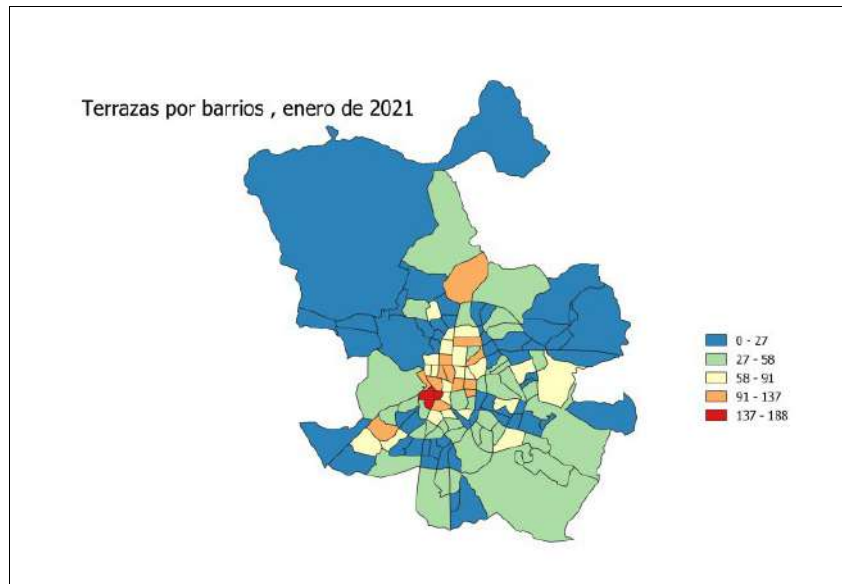 Terrazas por barrios , enero de 2021
0 - 27
27 - 58
58 - 91
91 - 137
137 - 188